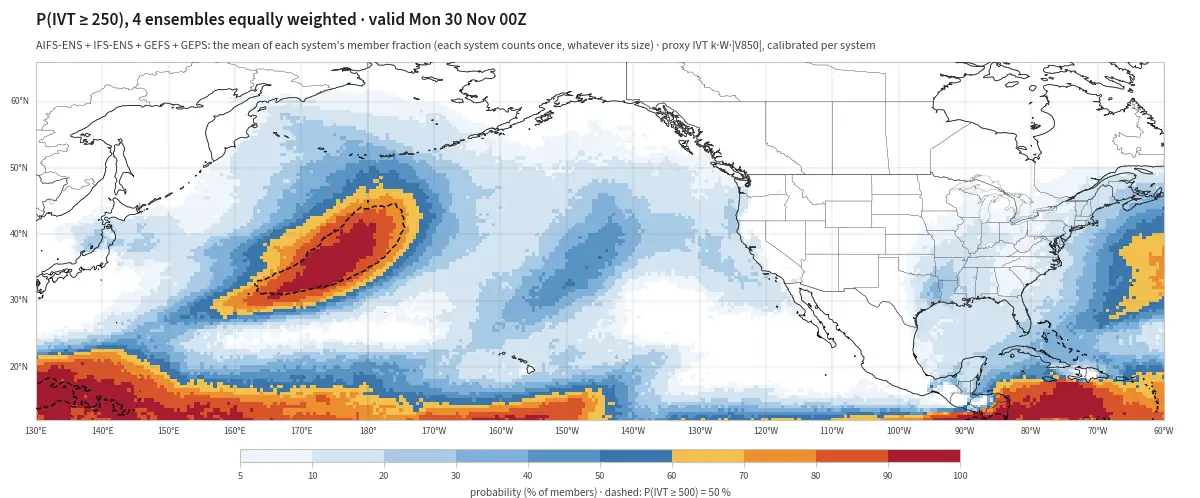 P(IVT ≥ 250), 4 ensembles equally weighted · valid Mon 30 Nov 00Z
AIFS-ENS + IFS-ENS + GEFS + GEPS: the mean of each system's member fraction (each system counts once, whatever its size) · proxy IVT k·W·|V850|, calibrated per system
60°N
50°N
40°N
30°N
20°N
130°E 140°E 150°E 160°E 170°E 180° 170°W 160°W 150°W 140°W 130°W 120°W 110°W 100°W 90°W 80°W 70°W 60°W
5 10 20 30 40 50 60 70 80 90 100
probability (% of members) · dashed: P(IVT ≥ 500) = 50 %